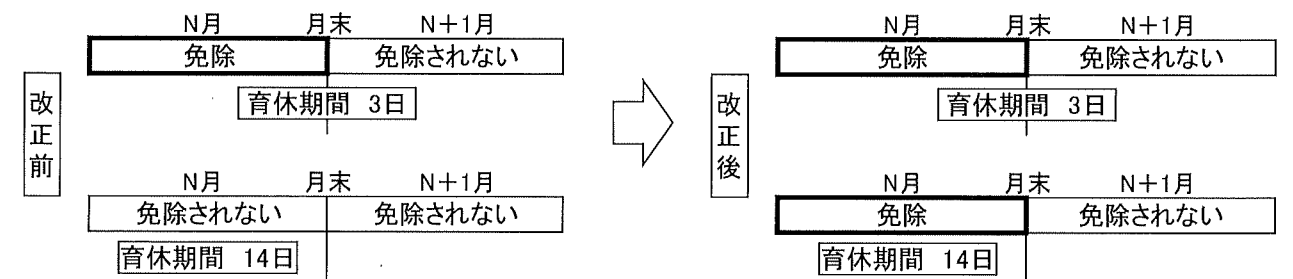 改正前
N月 月末 N+1月
免除 免除されない
育休期間 3日
N月 月末 N+1月
免除されない 免除されない
育休期間 14日
改正後
N月 月末 N+1月
免除 免除されない
育休期間 3日
N月 月末 N+1月
免除 免除されない
育休期間 14日